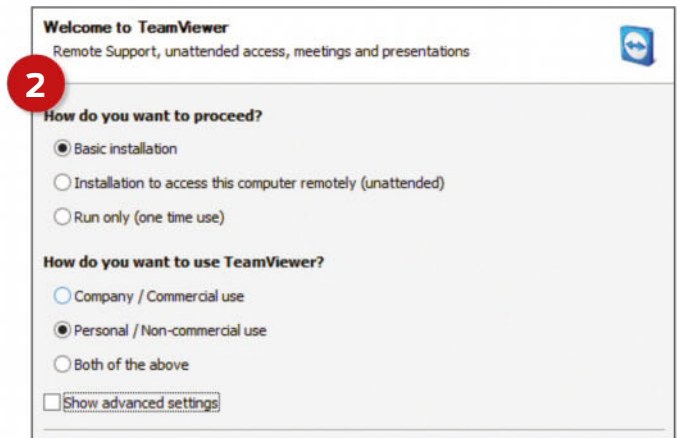 Welcome to TeamViewer
Remote Support, unattended access, meetings and presentations
2
How do you want to proceed?
Basic installation
Installation to access this computer remotely (unattended)
Run only (one time use)
How do you want to use TeamViewer?
Company / Commercial use
Personal / Non-commercial use
Both of the above
Show advanced settings